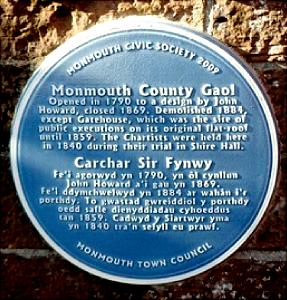 MONMOUTH CIVIC SOCIETY 2009
Monmouth County Gaol
Opened in 1790 to a design by John
Howard, closed 1869. Demolished 1884,
except Gatehouse, which was the site of
public executions on its original flat-roof
until 1859. The Chartists were held here
in 1840 during their trial in Shire Hall.
Carchar Sir Fynwy
Fe'i agorwyd yn 1790, yn ôl cynllun
John Howard a'i gau yn 1869.
Fe'i ddymchwelwyd yn 1884 ar wahân i'r
porthdy. To gwastad gwreiddiol y porthdy
oedd safle dienyddiadau cyhoeddus
tan 1859. Cadwyd y Siartwyr yma
yn 1840 tra'n sefyll eu prawf.
MONMOUTH TOWN COUNCIL